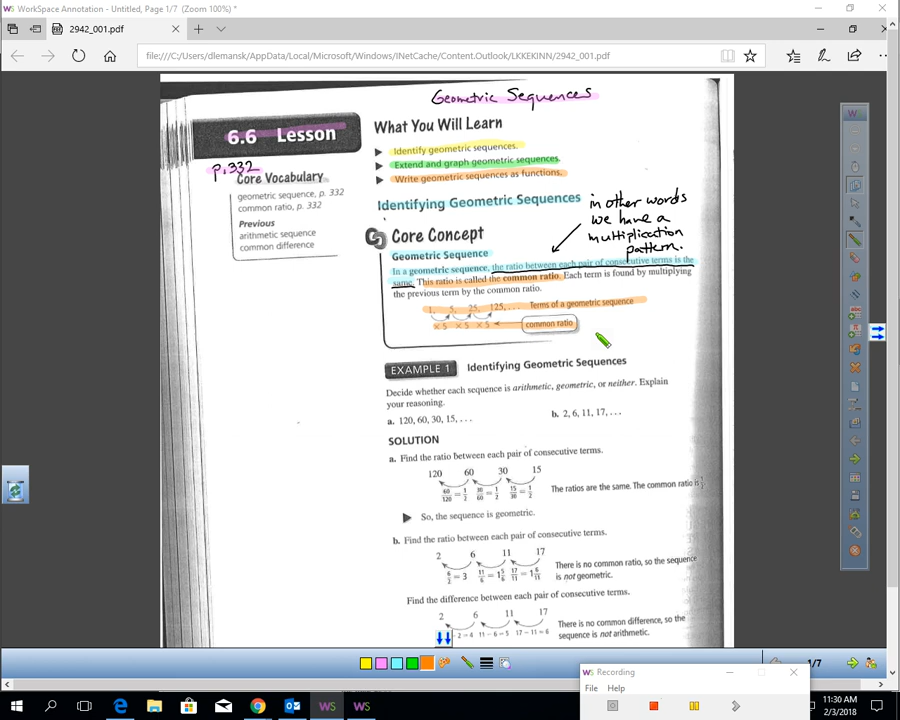 WS WorkSpace Annotation - Untitled, Page 1/7 (Zoom 100%) *
2942_001.pdf
file:///C:/Users/dlemansk/AppData/Local/Microsoft/Windows/INetCache/Content.Outlook/LKKEKINN/2942_001.pdf
Geometric Sequences
6.6 Lesson
p.332
Core Vocabulary
geometric sequence, p. 332
common ratio, p. 332
Previous
arithmetic sequence
common difference
What You Will Learn
Identify geometric sequences.
Extend and graph geometric sequences.
Write geometric sequences as functions.
Identifying Geometric Sequences
in other words
we have a
multiplication
pattern.
Core Concept
Geometric Sequence
In a geometric sequence, the ratio between each pair of consecutive terms is the
same. This ratio is called the common ratio. Each term is found by multiplying
the previous term by the common ratio.
1, 5, 25, 125, . . . Terms of a geometric sequence
×5 ×5 ×5 common ratio
EXAMPLE 1 Identifying Geometric Sequences
Decide whether each sequence is arithmetic, geometric, or neither. Explain
your reasoning.
a. 120, 60, 30, 15, . . . b. 2, 6, 11, 17, . . .
SOLUTION
a. Find the ratio between each pair of consecutive terms.
120 60 30 15
60/120 = 1/2 30/60 = 1/2 15/30 = 1/2 The ratios are the same. The common ratio is 1/2
So, the sequence is geometric.
b. Find the ratio between each pair of consecutive terms.
2 6 11 17
6/2 = 3 11/6 = 1 5/6 17/11 = 1 6/11 There is no common ratio, so the sequence
is not geometric.
Find the difference between each pair of consecutive terms.
2 6 11 17
- 2 = 4 11 - 6 = 5 17 - 11 = 6 There is no common difference, so the
sequence is not arithmetic.
1/7
WS Recording
File Help
11:30 AM
2/3/2018